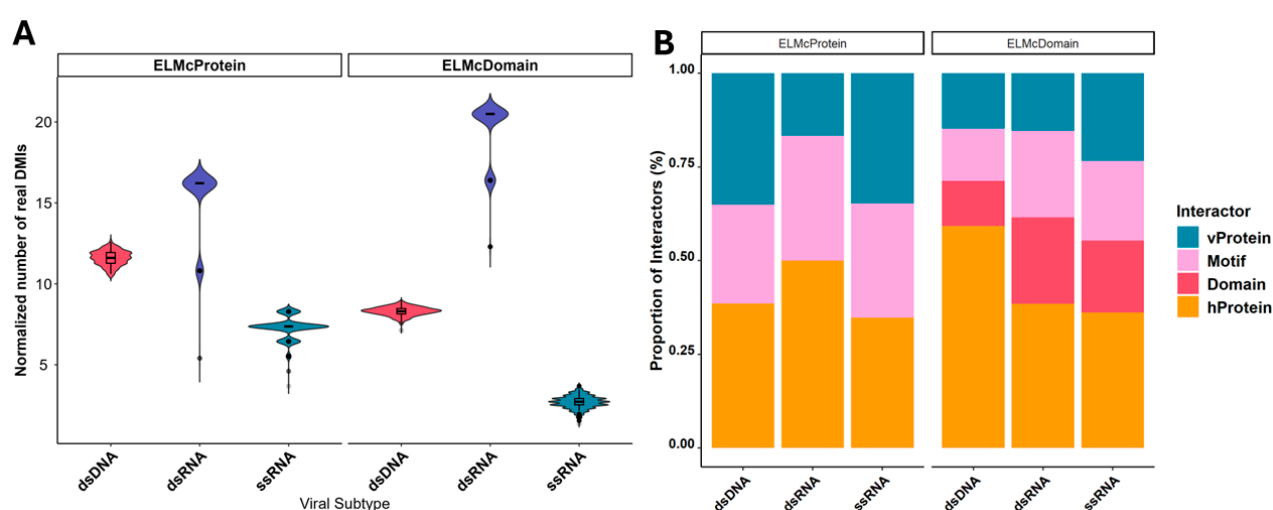 A
ELMcProtein
ELMcDomain
Normalized number of real DMIs
20
15
10
5
dsDNA
dsRNA
ssRNA
dsDNA
dsRNA
ssRNA
Viral Subtype
B
ELMcProtein
ELMcDomain
Proportion of Interactors (%)
1.00
0.75
0.50
0.25
0.00
dsDNA
dsRNA
ssRNA
dsDNA
dsRNA
ssRNA
Interactor
vProtein
Motif
Domain
hProtein